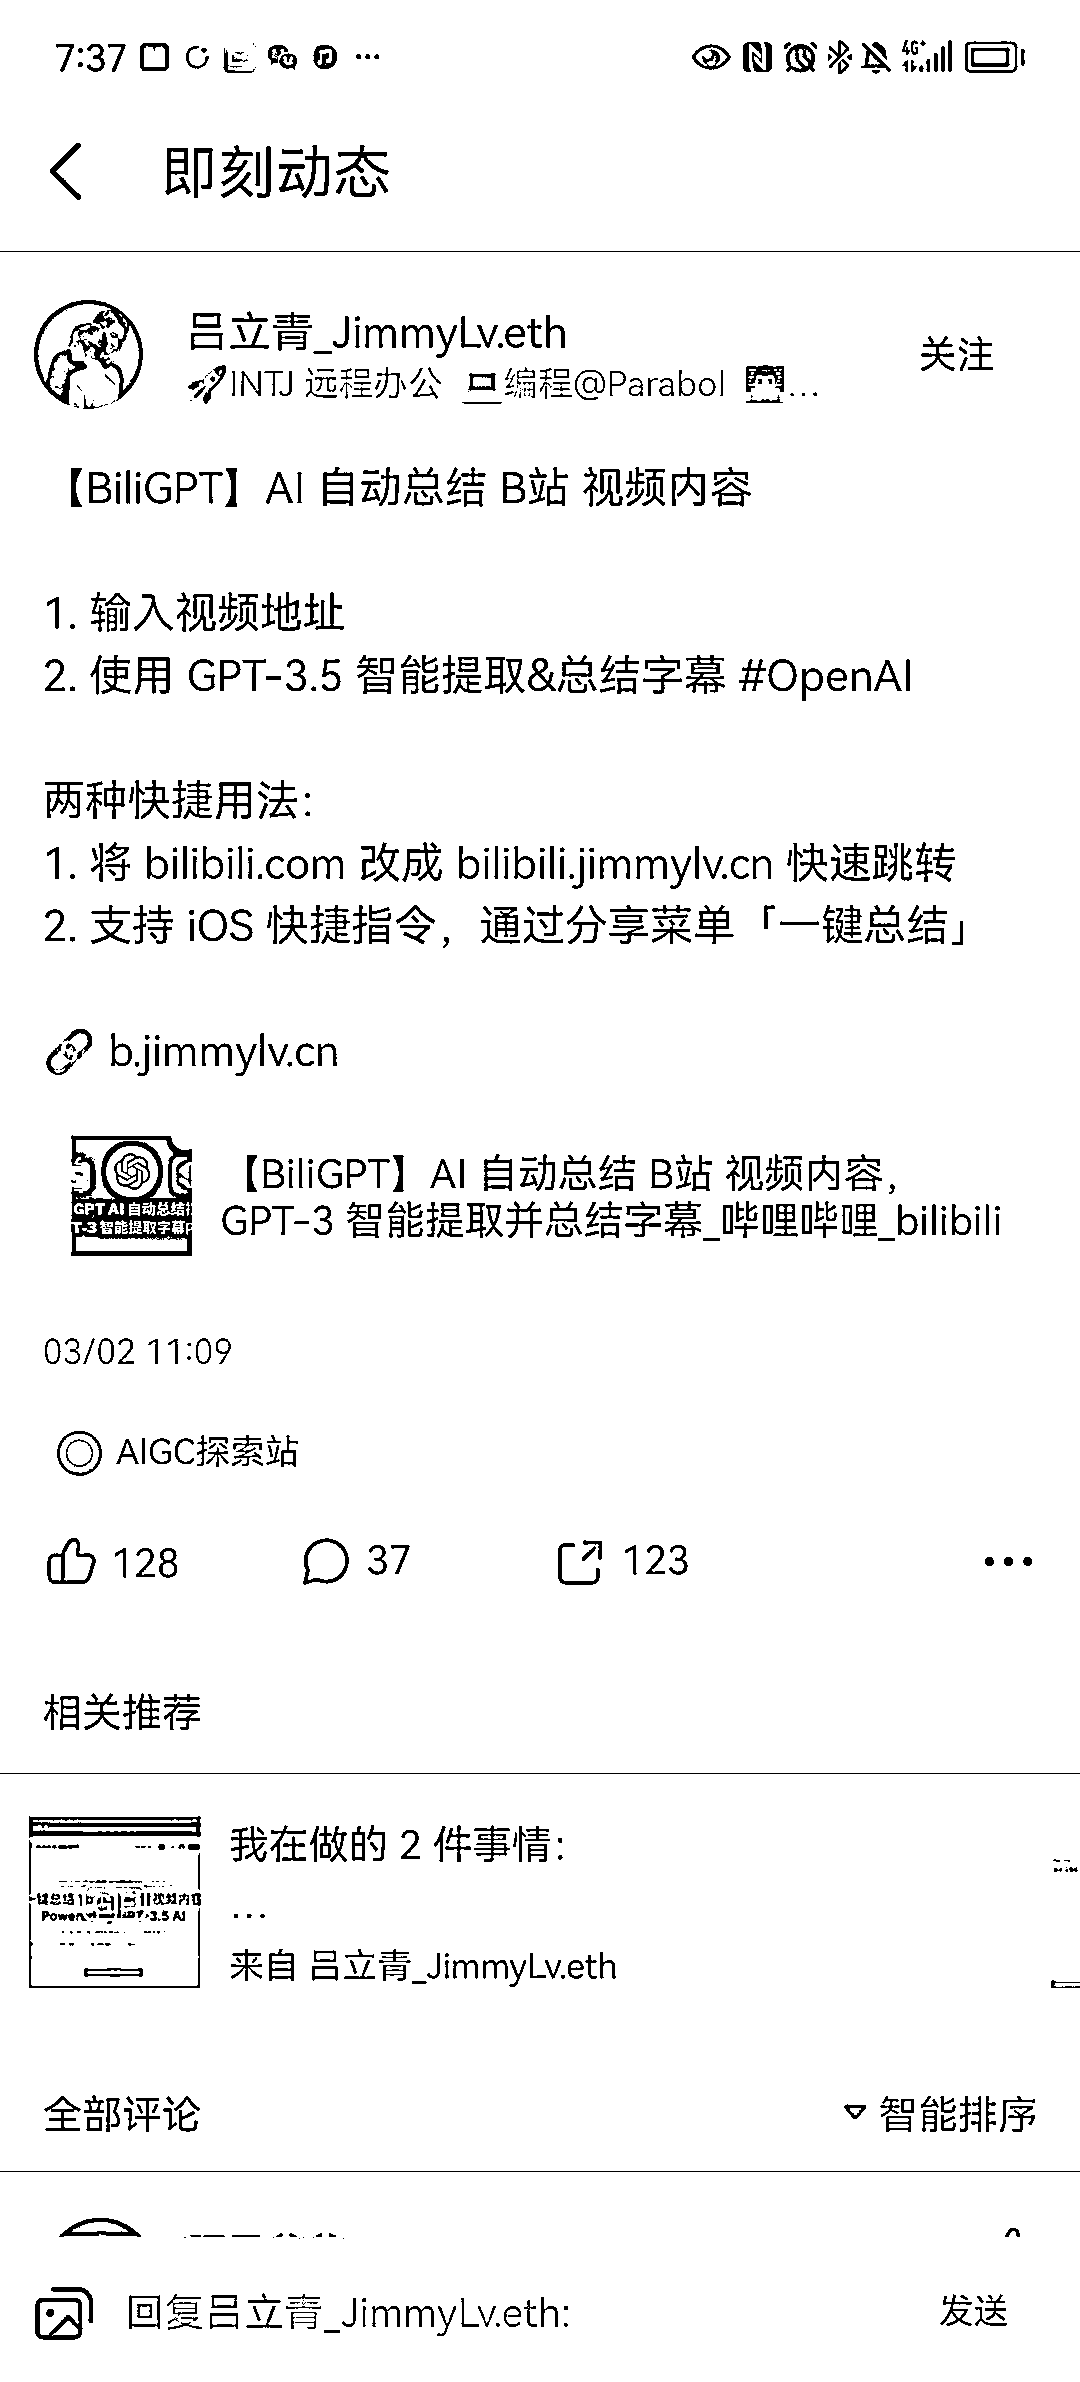 7:37
4G+
即刻动态
吕立青_JimmyLv.eth
关注
INTJ 远程办公 编程@Parabol ...
【BiliGPT】AI 自动总结 B站 视频内容
1. 输入视频地址
2. 使用 GPT-3.5 智能提取&总结字幕 #OpenAI
两种快捷用法：
1. 将 bilibili.com 改成 bilibili.jimmylv.cn 快速跳转
2. 支持 iOS 快捷指令，通过分享菜单「一键总结」
b.jimmylv.cn
GPT AI 自动总结
T-3 智能提取字幕
【BiliGPT】AI 自动总结 B站 视频内容，
GPT-3 智能提取并总结字幕_哔哩哔哩_bilibili
03/02 11:09
AIGC探索站
128
37
123
相关推荐
我在做的 2 件事情：
...
来自 吕立青_JimmyLv.eth
全部评论
智能排序
回复吕立青_JimmyLv.eth:
发送